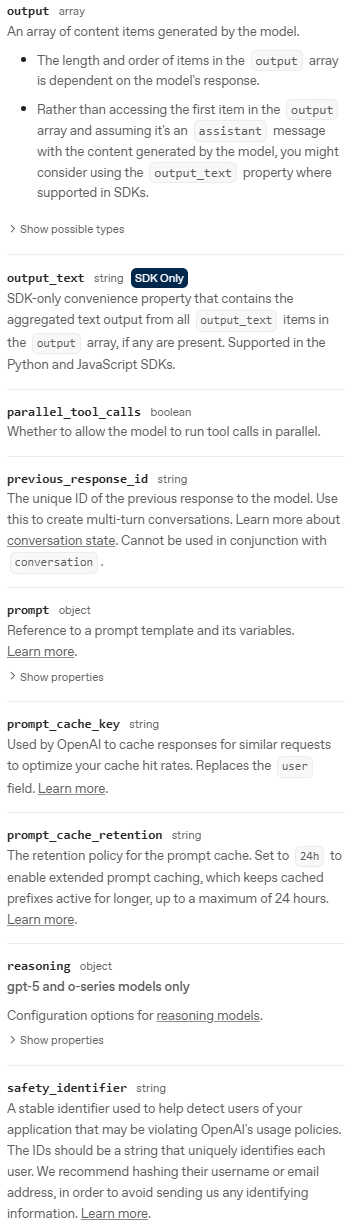 output array
An array of content items generated by the model.
• The length and order of items in the output array
is dependent on the model's response.
• Rather than accessing the first item in the output
array and assuming it's an assistant message
with the content generated by the model, you might
consider using the output_text property where
supported in SDKs.
> Show possible types
output_text string SDK Only
SDK-only convenience property that contains the
aggregated text output from all output_text items in
the output array, if any are present. Supported in the
Python and JavaScript SDKs.
parallel_tool_calls boolean
Whether to allow the model to run tool calls in parallel.
previous_response_id string
The unique ID of the previous response to the model. Use
this to create multi-turn conversations. Learn more about
conversation state. Cannot be used in conjunction with
conversation.
prompt object
Reference to a prompt template and its variables.
Learn more.
> Show properties
prompt_cache_key string
Used by OpenAI to cache responses for similar requests
to optimize your cache hit rates. Replaces the user
field. Learn more.
prompt_cache_retention string
The retention policy for the prompt cache. Set to 24h to
enable extended prompt caching, which keeps cached
prefixes active for longer, up to a maximum of 24 hours.
Learn more.
reasoning object
gpt-5 and o-series models only
Configuration options for reasoning models.
> Show properties
safety_identifier string
A stable identifier used to help detect users of your
application that may be violating OpenAI's usage policies.
The IDs should be a string that uniquely identifies each
user. We recommend hashing their username or email
address, in order to avoid sending us any identifying
information. Learn more.